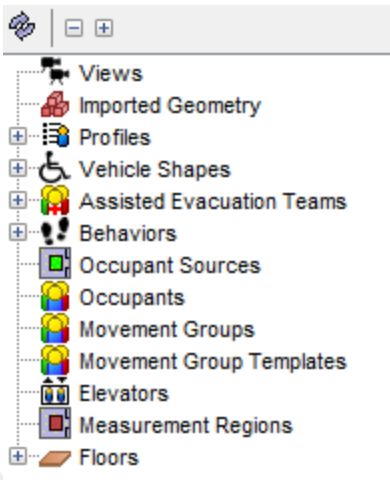 Views
Imported Geometry
Profiles
Vehicle Shapes
Assisted Evacuation Teams
Behaviors
Occupant Sources
Occupants
Movement Groups
Movement Group Templates
Elevators
Measurement Regions
Floors